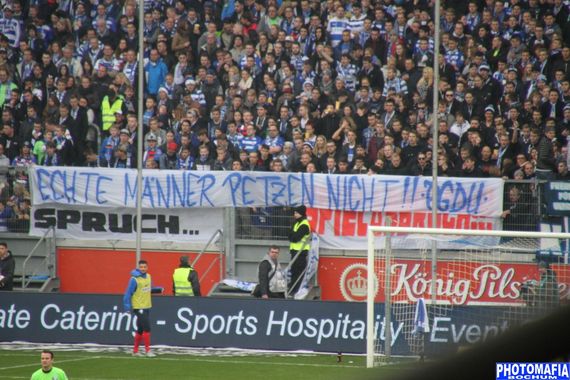 ECHTE MÄNNER PETZEN NICHT!! ZGDU!
SPRUCH...
König Pils
ate Catering - Sports Hospitality Event
PHOTOMAFIA
BOCHUM